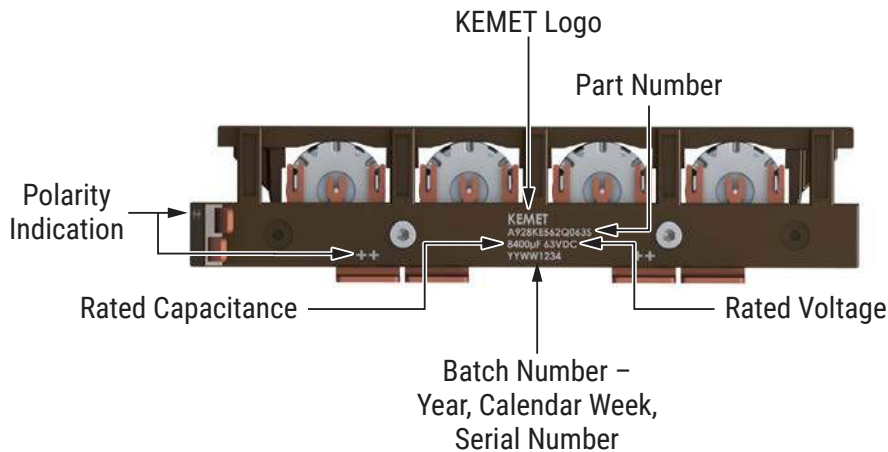 KEMET Logo
Part Number
Polarity
Indication
KEMET
A928KB562Q063S
8400µF 63VDC
YYWW1234
++
++
Rated Capacitance
Rated Voltage
Batch Number –
Year, Calendar Week,
Serial Number